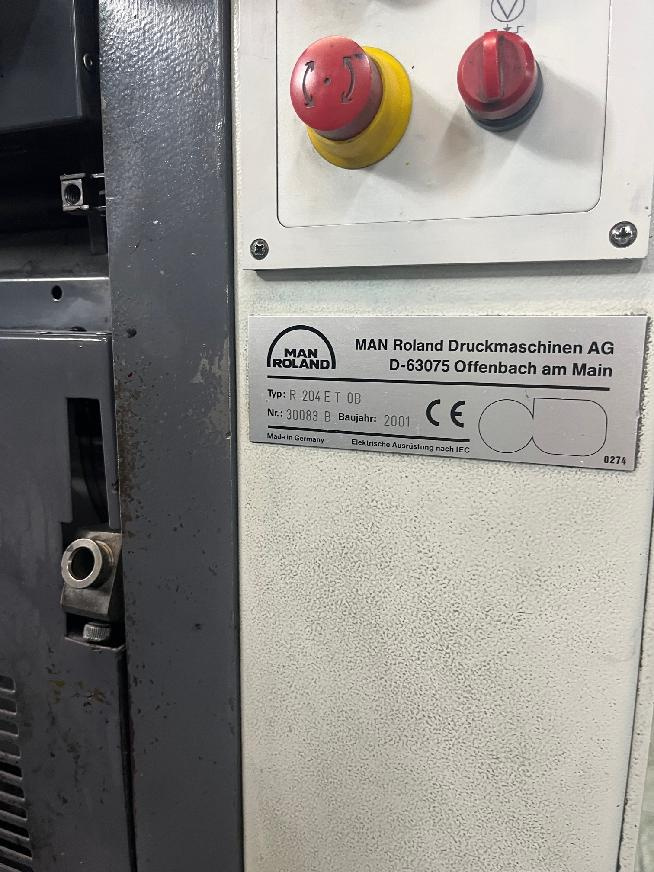 MAN
ROLAND
MAN Roland Druckmaschinen AG
D-63075 Offenbach am Main
Typ: R 204 E T OB
Nr.: 30083 B Baujahr: 2001 CE
Made in Germany Elektrische Ausrüstung nach IEC
0274